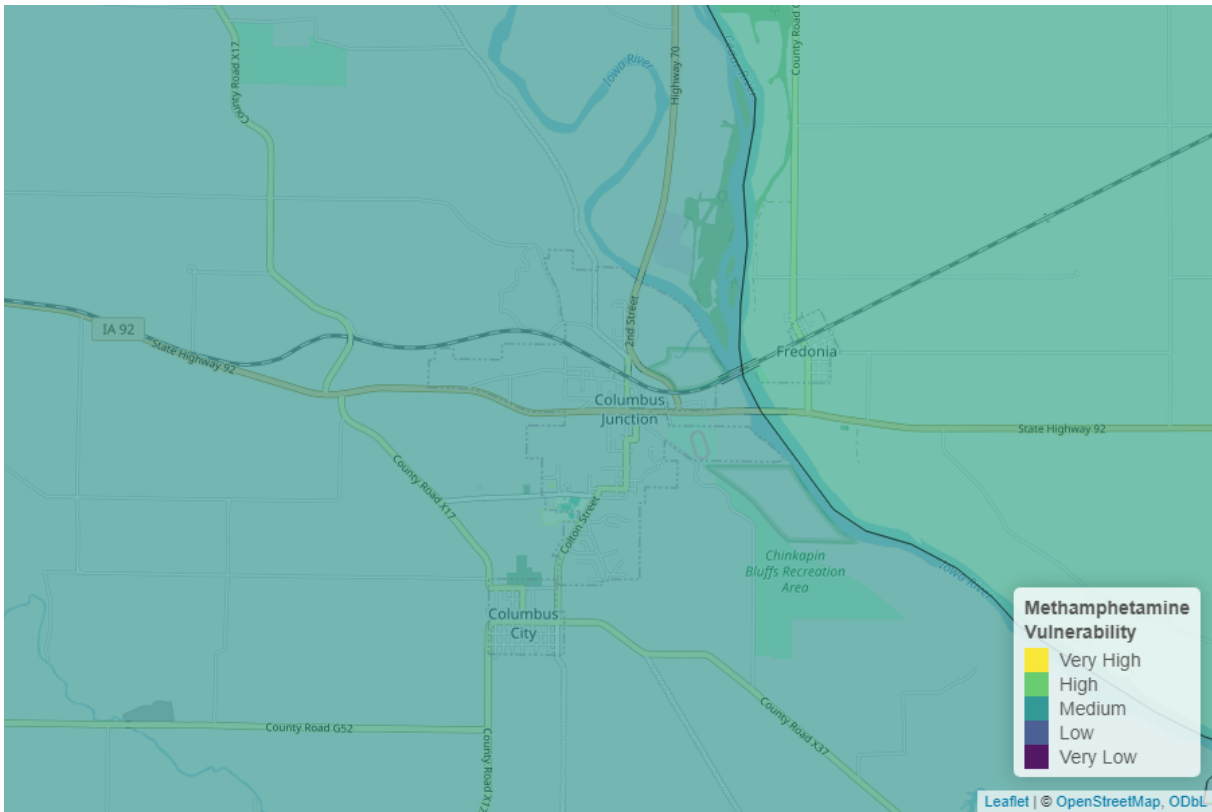 County Road X17
Iowa River
Highway 70
Cedar River
IA 92
State Highway 92
2nd Street
Fredonia
Columbus
Junction
State Highway 92
County Road X17
Colton Street
Chinkapin
Bluffs Recreation
Area
Iowa River
Columbus
City
County Road G52
County Road X17
County Road X37
Methamphetamine
Vulnerability
Very High
High
Medium
Low
Very Low
Leaflet | © OpenStreetMap, ODbL